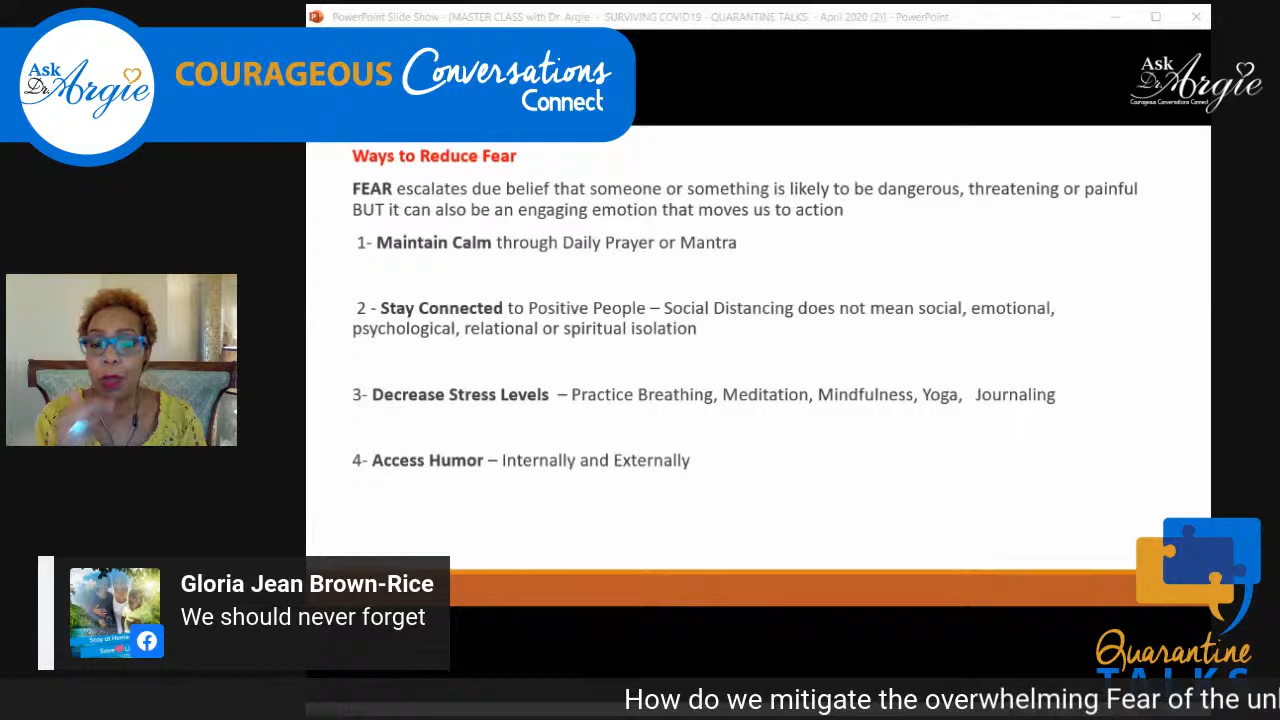 PowerPoint Slide Show - [MASTER CLASS with Dr. Argie - SURVIVING COVID19 - QUARANTINE TALKS - April 2020 (2)] - PowerPoint
Ask
Dr. Argie
COURAGEOUS Conversations
Connect
Ask
Dr. Argie
Courageous Conversations Connect
Ways to Reduce Fear
FEAR escalates due belief that someone or something is likely to be dangerous, threatening or painful
BUT it can also be an engaging emotion that moves us to action
1- Maintain Calm through Daily Prayer or Mantra
2 - Stay Connected to Positive People – Social Distancing does not mean social, emotional,
psychological, relational or spiritual isolation
3- Decrease Stress Levels – Practice Breathing, Meditation, Mindfulness, Yoga, Journaling
4- Access Humor – Internally and Externally
Gloria Jean Brown-Rice
We should never forget
Stay at Home
Save
Quarantine
TALKS
How do we mitigate the overwhelming Fear of the un